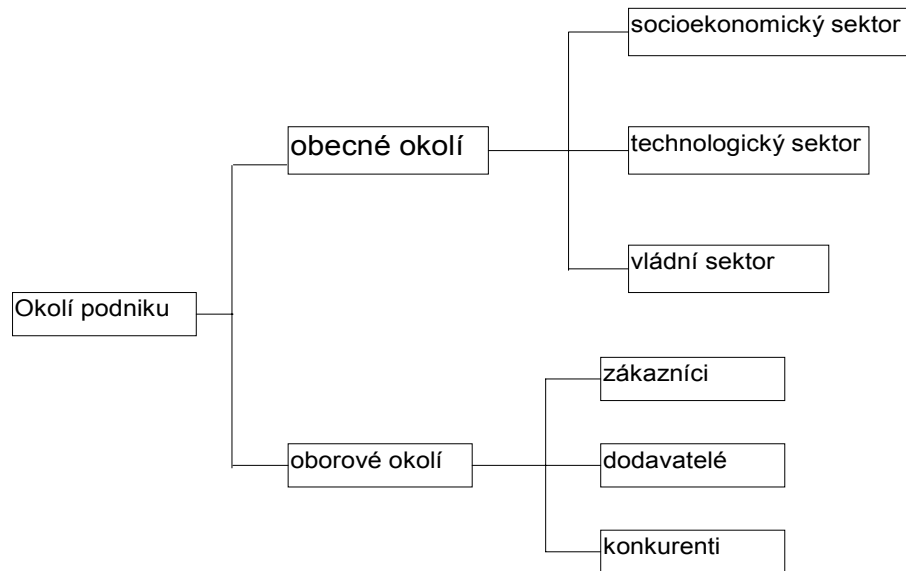 socioekonomický sektor
obecné okolí
technologický sektor
vládní sektor
Okolí podniku
zákazníci
oborové okolí
dodavatelé
konkurenti